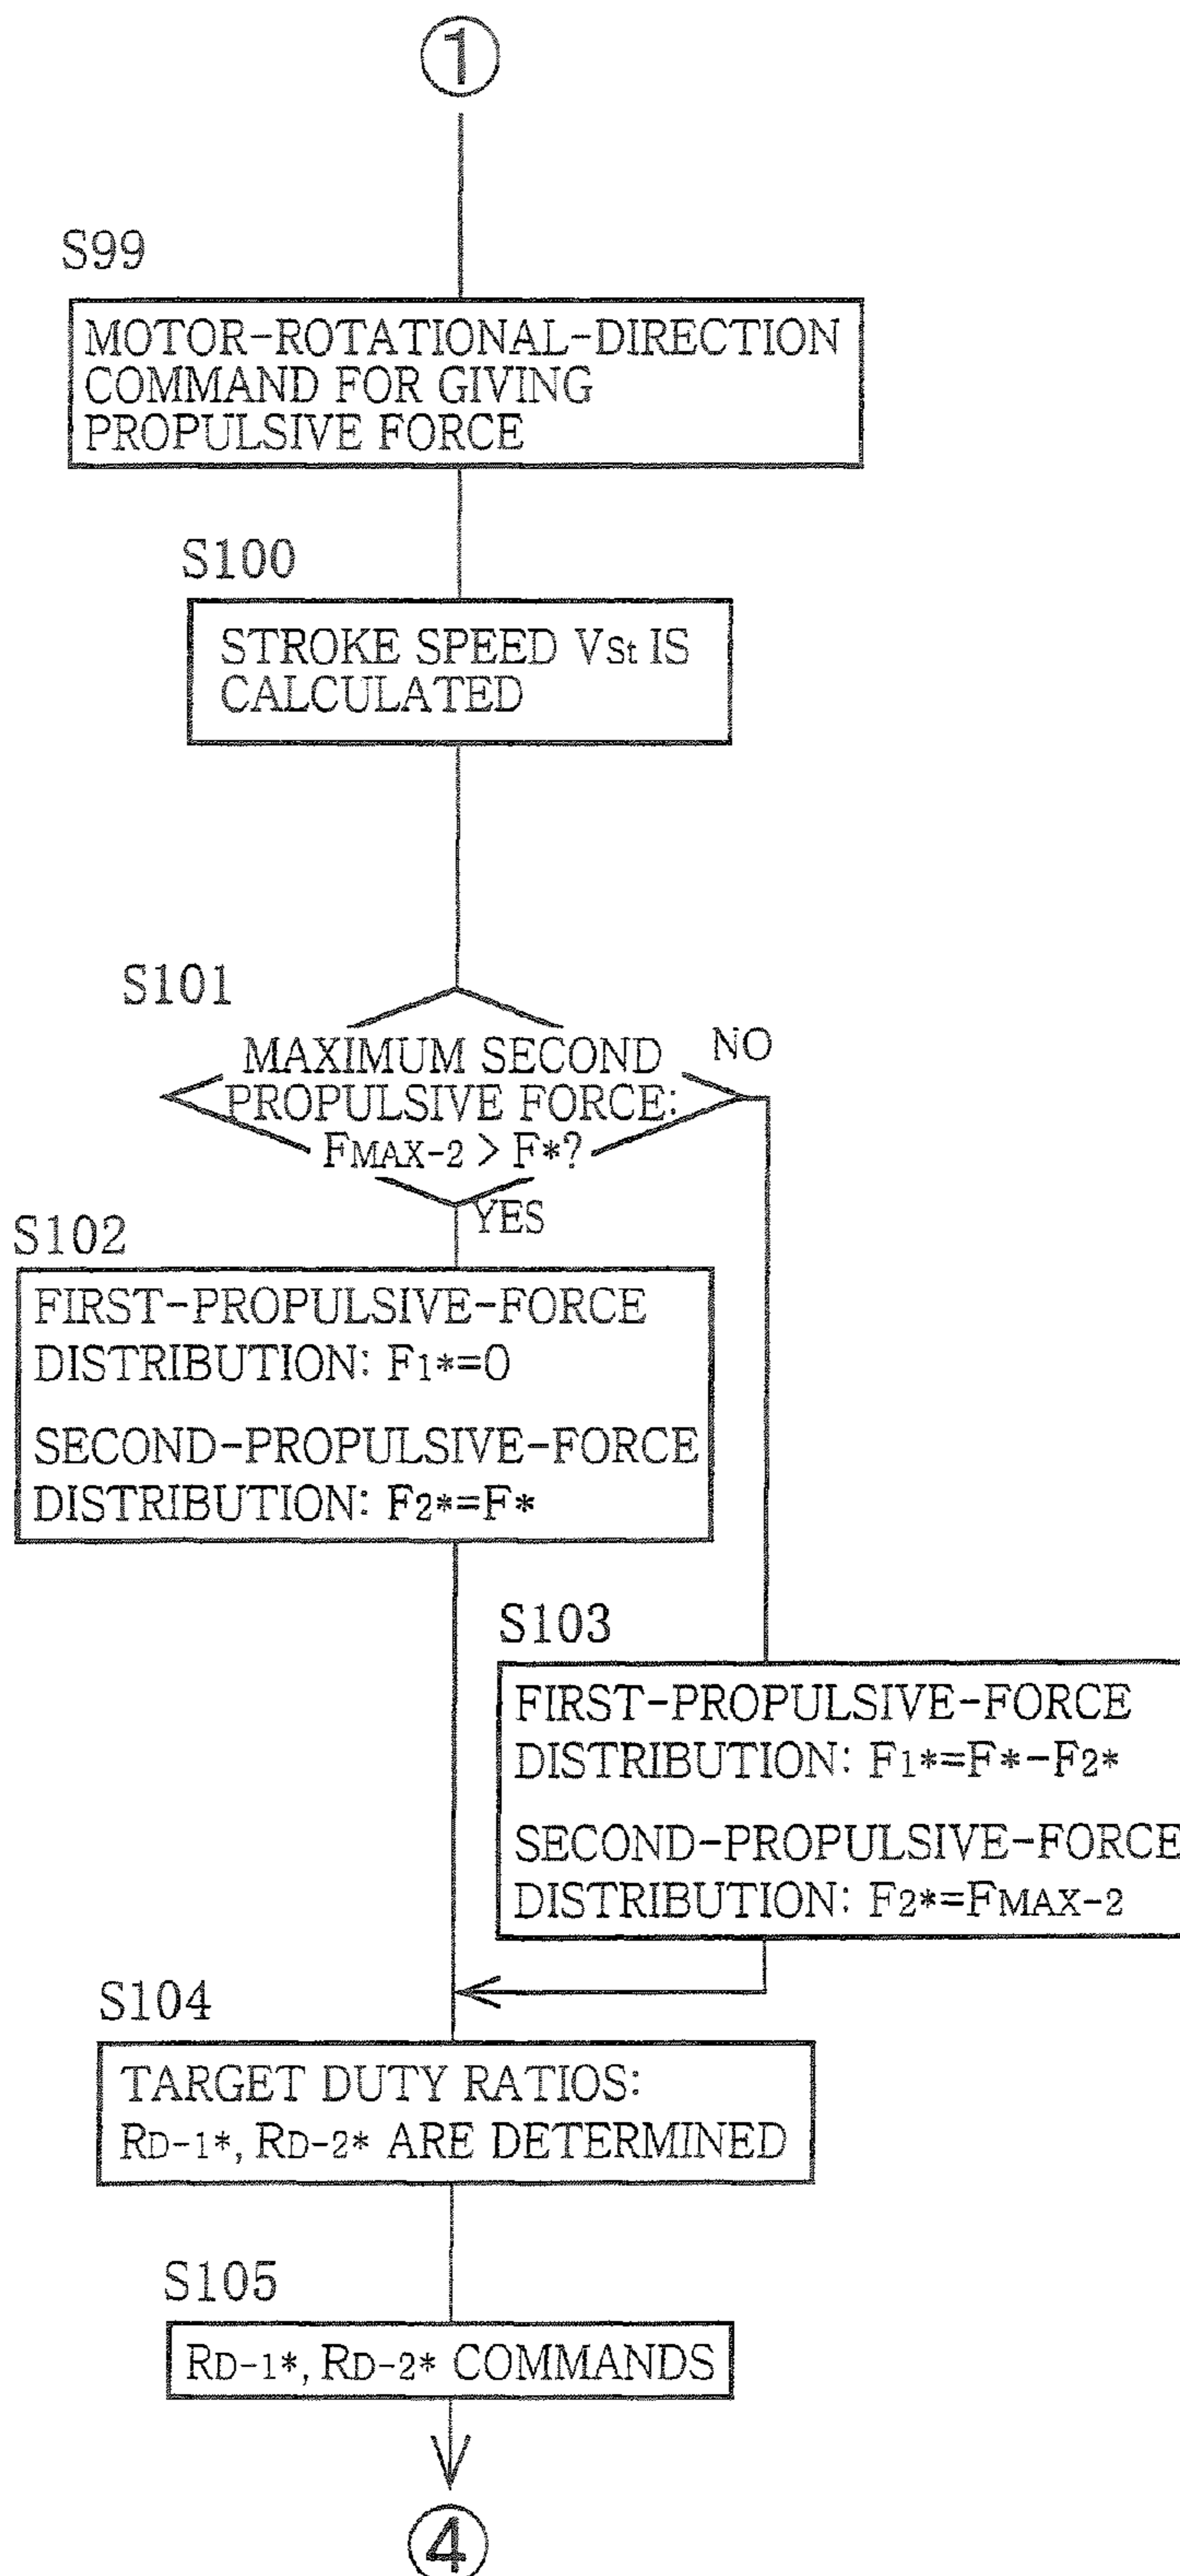 1
S99
MOTOR-ROTATIONAL-DIRECTION
COMMAND FOR GIVING
PROPULSIVE FORCE
S100
STROKE SPEED VSt IS
CALCULATED
S101
MAXIMUM SECOND
PROPULSIVE FORCE:
FMAX-2 > F*?
NO
YES
S102
FIRST-PROPULSIVE-FORCE
DISTRIBUTION: F1*=0
SECOND-PROPULSIVE-FORCE
DISTRIBUTION: F2*=F*
S103
FIRST-PROPULSIVE-FORCE
DISTRIBUTION: F1*=F*-F2*
SECOND-PROPULSIVE-FORCE
DISTRIBUTION: F2*=FMAX-2
S104
TARGET DUTY RATIOS:
RD-1*, RD-2* ARE DETERMINED
S105
RD-1*, RD-2* COMMANDS
4